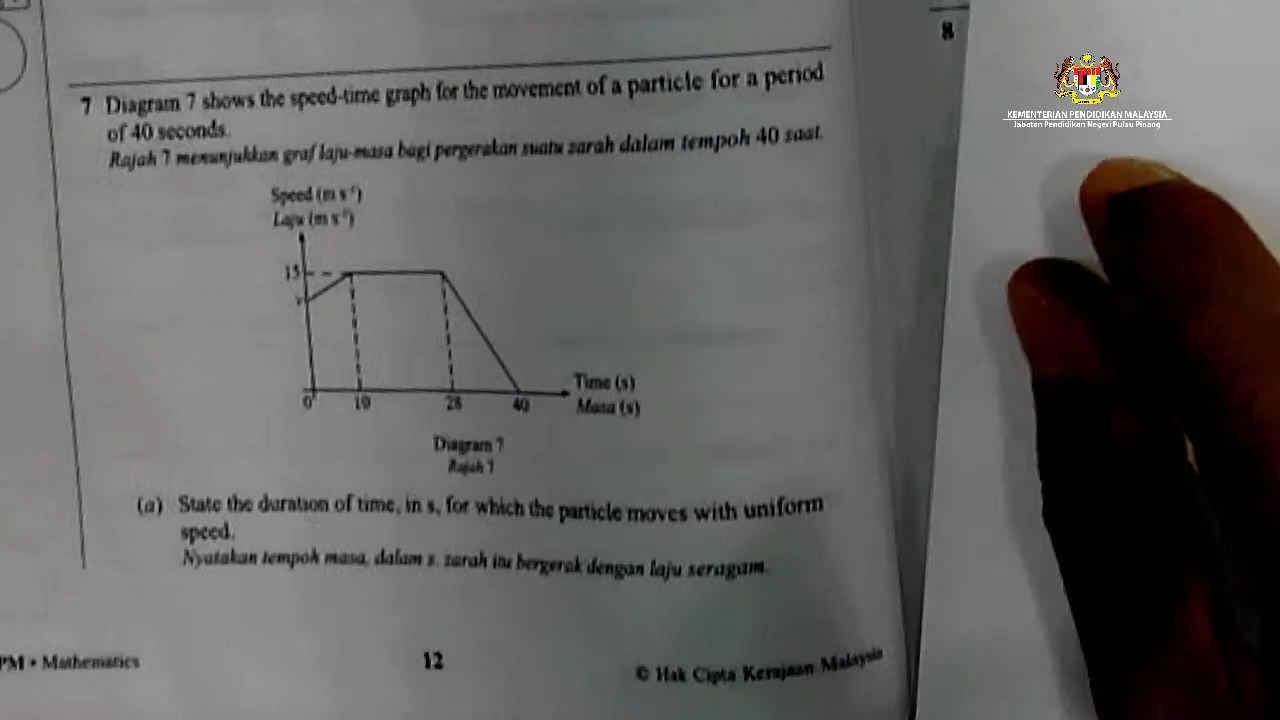 8
KEMENTERIAN PENDIDIKAN MALAYSIA
Jabatan Pendidikan Negeri Pulau Pinang
7 Diagram 7 shows the speed-time graph for the movement of a particle for a period
of 40 seconds.
Rajah 7 menunjukkan graf laju-masa bagi pergerakan suatu zarah dalam tempoh 40 saat.
Speed (m s⁻¹)
Laju (m s⁻¹)
15
v
0 10 28 40
Time (s)
Masa (s)
Diagram 7
Rajah 7
(a) State the duration of time, in s, for which the particle moves with uniform
speed.
Nyatakan tempoh masa, dalam s, zarah itu bergerak dengan laju seragam.
PM • Mathematics
12
© Hak Cipta Kerajaan Malaysia